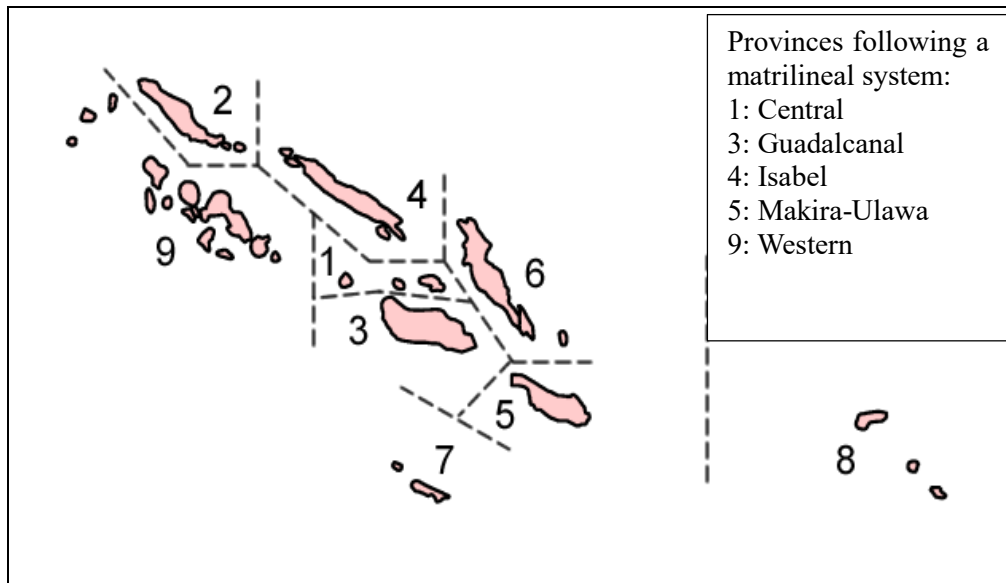 Provinces following a
matrilineal system:
1: Central
3: Guadalcanal
4: Isabel
5: Makira-Ulawa
9: Western
2
4
9
1
6
3
5
7
8